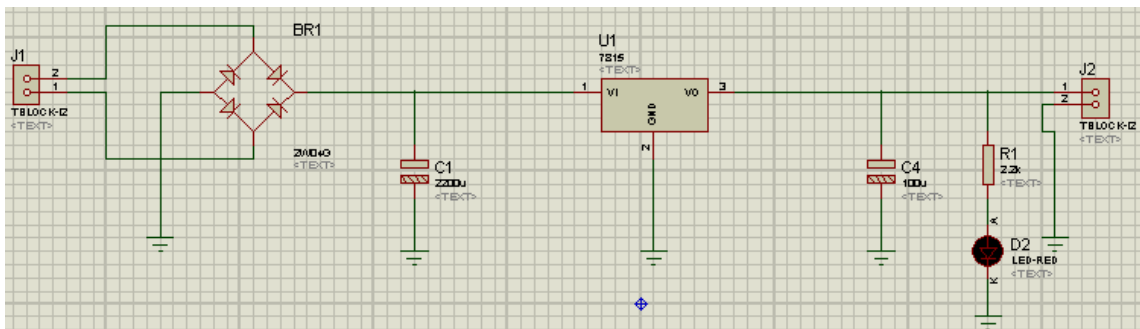 J1
2
1
TBLOCK-I2
<TEXT>
BR1
2W04G
<TEXT>
C1
2200u
<TEXT>
U1
7815
<TEXT>
1
VI
VO
3
GND
2
C4
100u
<TEXT>
R1
2.2k
<TEXT>
A
D2
LED-RED
<TEXT>
K
J2
1
2
TBLOCK-I2
<TEXT>